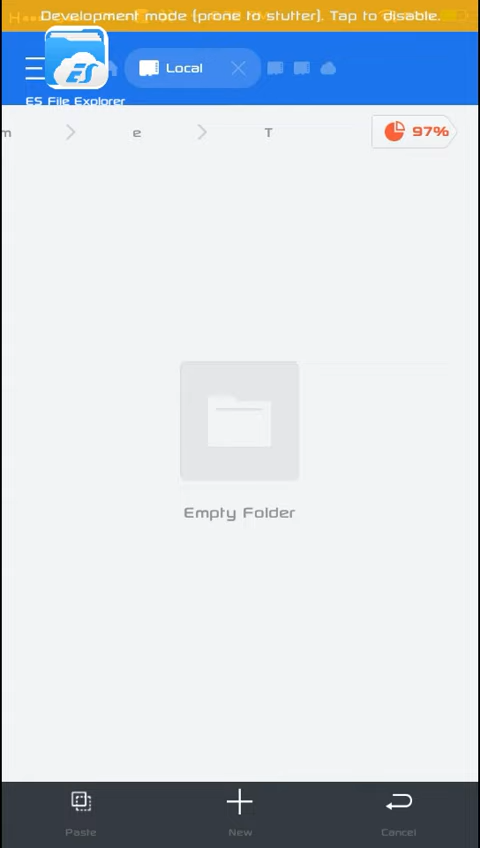 Development mode (prone to stutter). Tap to disable.
Local
ES
ES File Explorer
m
e
T
97%
Empty Folder
Paste
New
Cancel